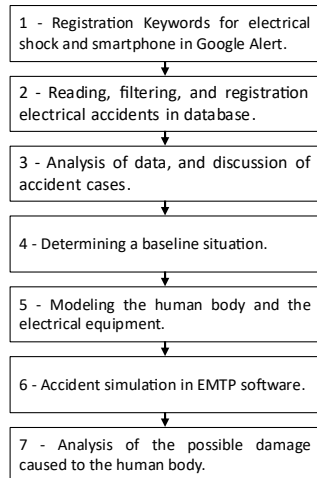 1 - Registration Keywords for electrical
shock and smartphone in Google Alert.
2 - Reading, filtering, and registration
electrical accidents in database.
3 - Analysis of data, and discussion of
accident cases.
4 - Determining a baseline situation.
5 - Modeling the human body and the
electrical equipment.
6 - Accident simulation in EMTP software.
7 - Analysis of the possible damage
caused to the human body.